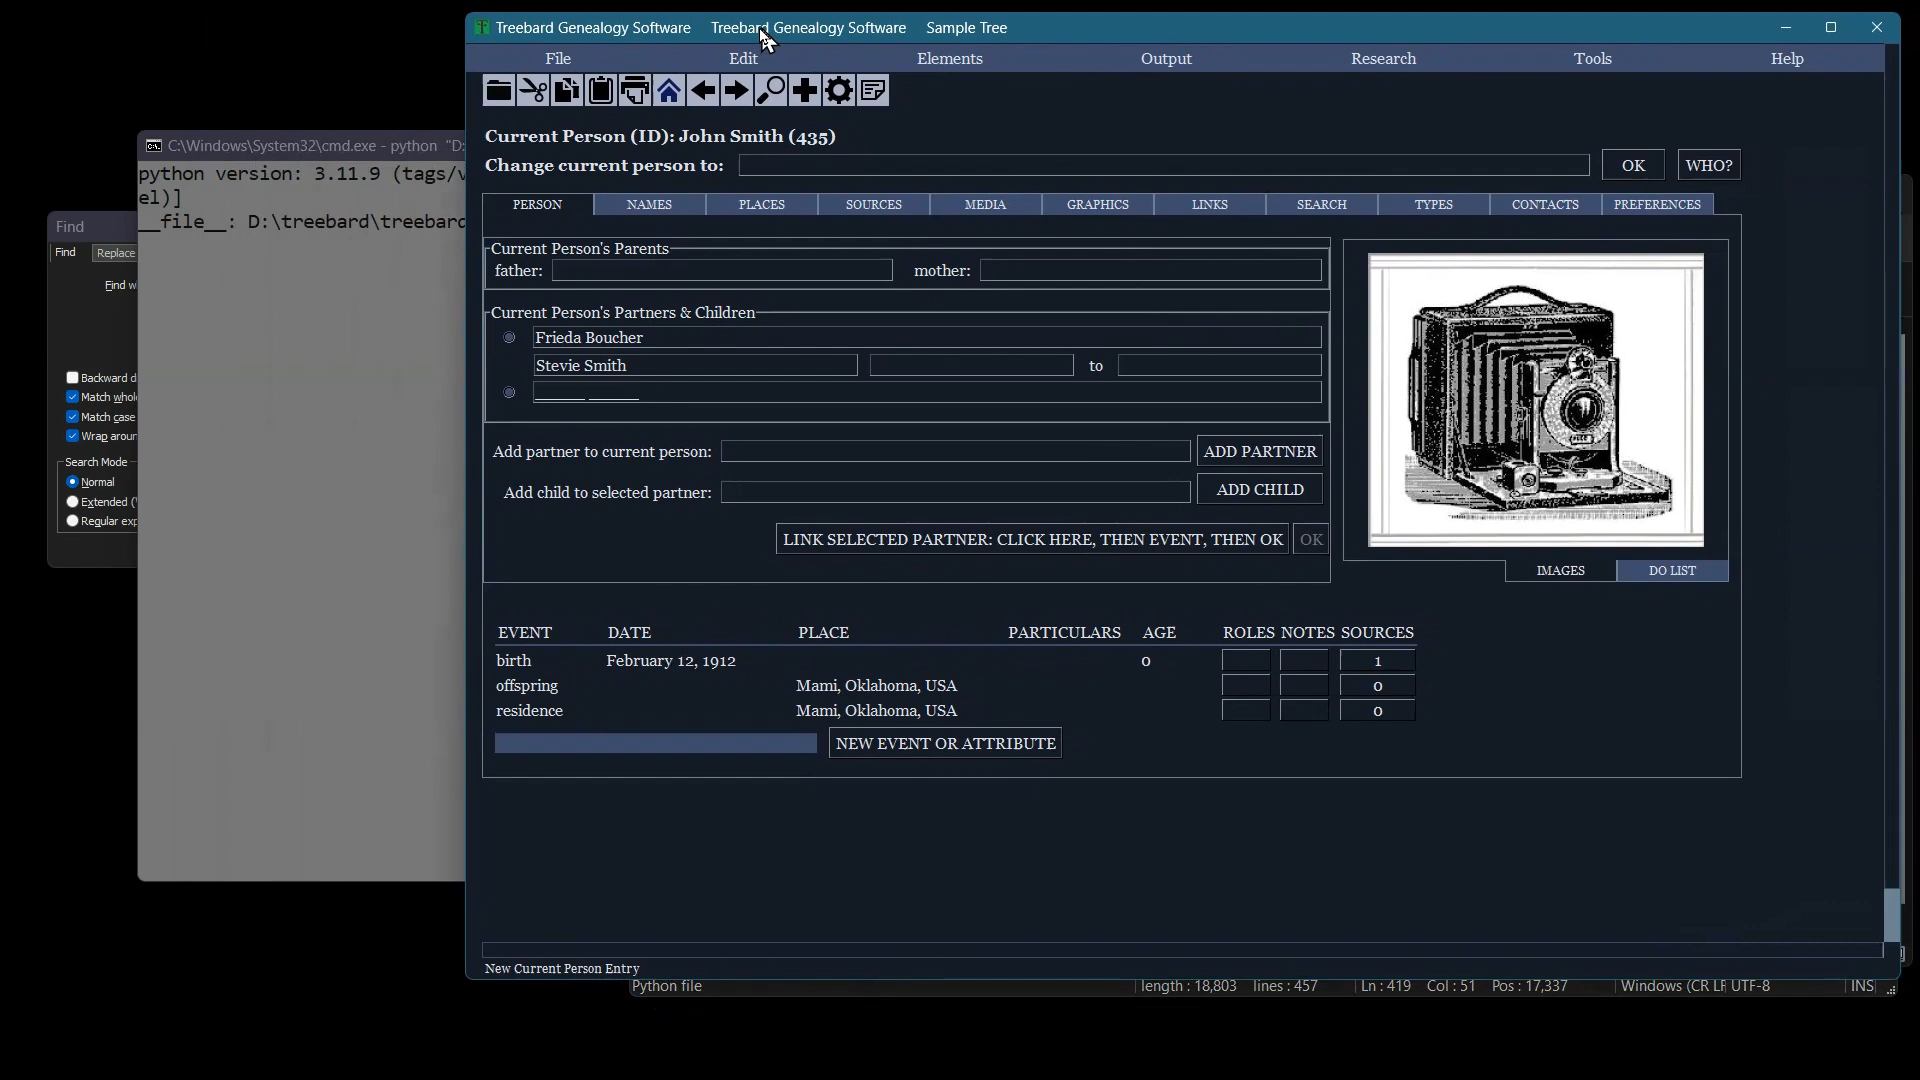 Treebard Genealogy Software Treebard Genealogy Software Sample Tree
File Edit Elements Output Research Tools Help
Current Person (ID): John Smith (435)
Change current person to: OK WHO?
C:\Windows\System32\cmd.exe - python "D:
python version: 3.11.9 (tags/v
el)]
__file__: D:\treebard\treebard
Find
Find Replace
Find w
Backward d
Match whol
Match case
Wrap aroun
Search Mode
Normal
Extended (\
Regular exp
PERSON NAMES PLACES SOURCES MEDIA GRAPHICS LINKS SEARCH TYPES CONTACTS PREFERENCES
Current Person's Parents
father: mother:
Current Person's Partners & Children
Frieda Boucher
Stevie Smith to
Add partner to current person: ADD PARTNER
Add child to selected partner: ADD CHILD
LINK SELECTED PARTNER: CLICK HERE, THEN EVENT, THEN OK OK
IMAGES DO LIST
EVENT DATE PLACE PARTICULARS AGE ROLES NOTES SOURCES
birth February 12, 1912 0 1
offspring Mami, Oklahoma, USA 0
residence Mami, Oklahoma, USA 0
NEW EVENT OR ATTRIBUTE
New Current Person Entry
Python file length : 18,803 lines : 457 Ln : 419 Col : 51 Pos : 17,337 Windows (CR LF UTF-8 INS